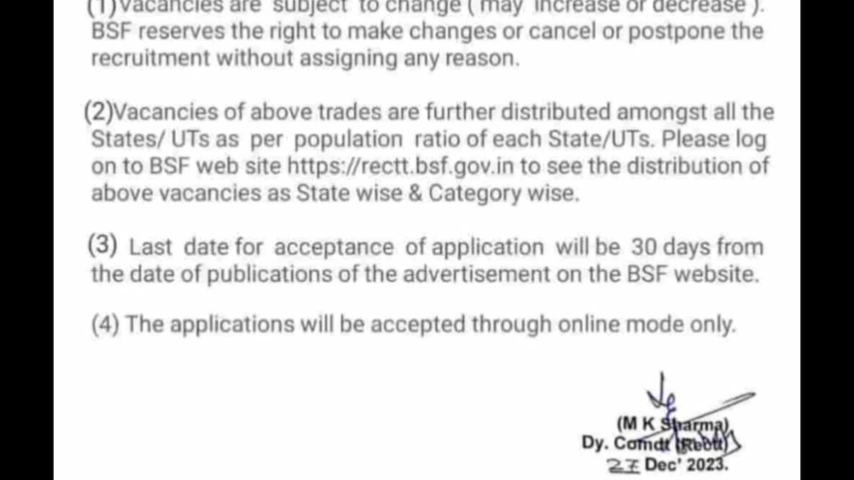 (1)Vacancies are subject to change ( may increase or decrease ).
BSF reserves the right to make changes or cancel or postpone the
recruitment without assigning any reason.
(2)Vacancies of above trades are further distributed amongst all the
States/ UTs as per population ratio of each State/UTs. Please log
on to BSF web site https://rectt.bsf.gov.in to see the distribution of
above vacancies as State wise & Category wise.
(3) Last date for acceptance of application will be 30 days from
the date of publications of the advertisement on the BSF website.
(4) The applications will be accepted through online mode only.
(M K Sharma)
Dy. Comdt (Rectt)
27 Dec' 2023.